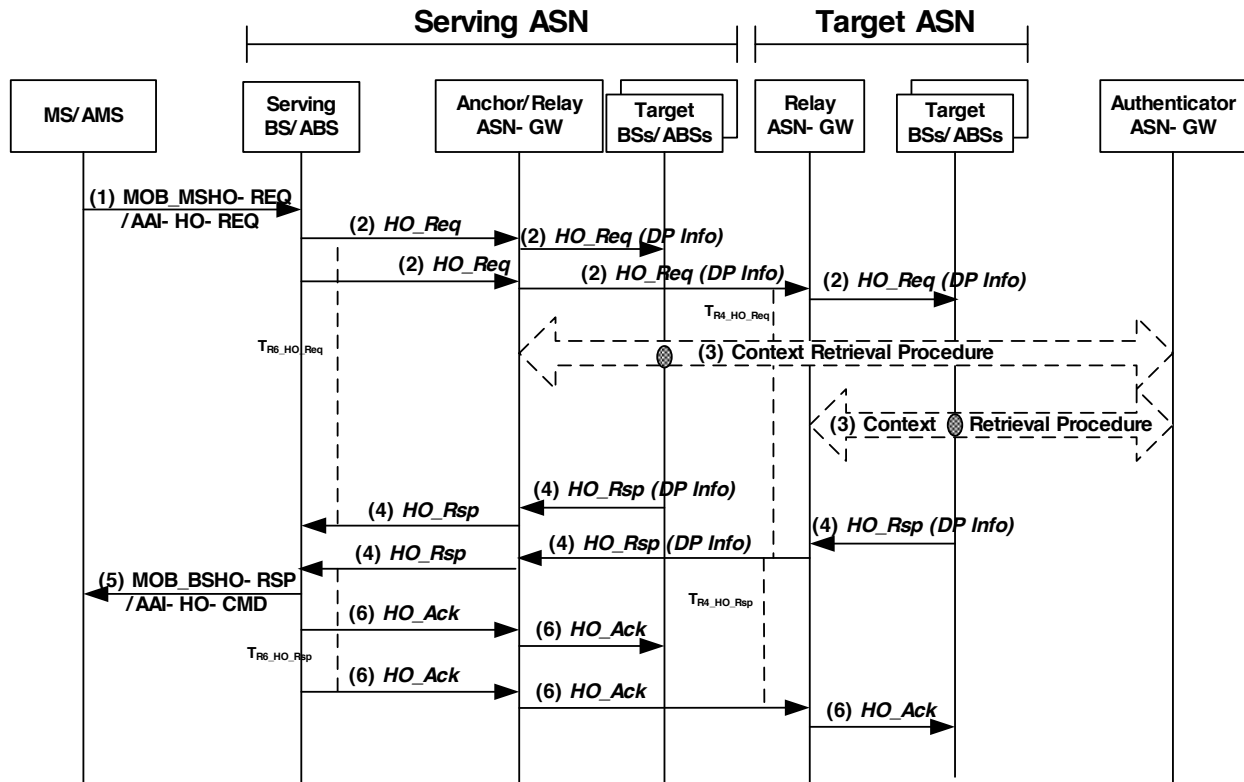 Serving ASN
Target ASN
MS/AMS
Serving
BS/ABS
Anchor/Relay
ASN- GW
Target
BSs/ABSs
Relay
ASN- GW
Target
BSs/ABSs
Authenticator
ASN- GW
(1) MOB_MSHO- REQ
/AAI- HO- REQ
(2) HO_Req
(2) HO_Req (DP Info)
(2) HO_Req
(2) HO_Req (DP Info)
(2) HO_Req (DP Info)
TR4_HO_Req
TR6_HO_Req
(3) Context Retrieval Procedure
(3) Context Retrieval Procedure
(4) HO_Rsp (DP Info)
(4) HO_Rsp
(4) HO_Rsp (DP Info)
(4) HO_Rsp (DP Info)
(4) HO_Rsp
(5) MOB_BSHO- RSP
/AAI- HO- CMD
TR4_HO_Rsp
(6) HO_Ack
(6) HO_Ack
TR6_HO_Rsp
(6) HO_Ack
(6) HO_Ack
(6) HO_Ack